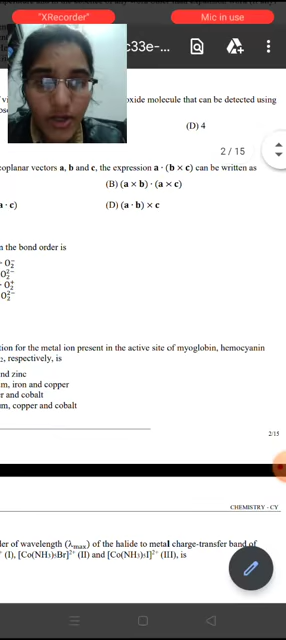 "XRecorder"
Mic in use
c33e-...
oxide molecule that can be detected using
(D) 4
2 / 15
coplanar vectors a, b and c, the expression a · (b × c) can be written as
(B) (a × b) · (a × c)
a · c)
(D) (a · b) × c
n the bond order is
O₂⁻
O₂²⁻
O₂⁺
O₂²⁻
tion for the metal ion present in the active site of myoglobin, hemocyanin
, respectively, is
nd zinc
m, iron and copper
r and cobalt
m, copper and cobalt
2/15
CHEMISTRY - CY
der of wavelength (λmax) of the halide to metal charge-transfer band of
(I), [Co(NH3)5Br]²⁺ (II) and [Co(NH3)5I]²⁺ (III), is